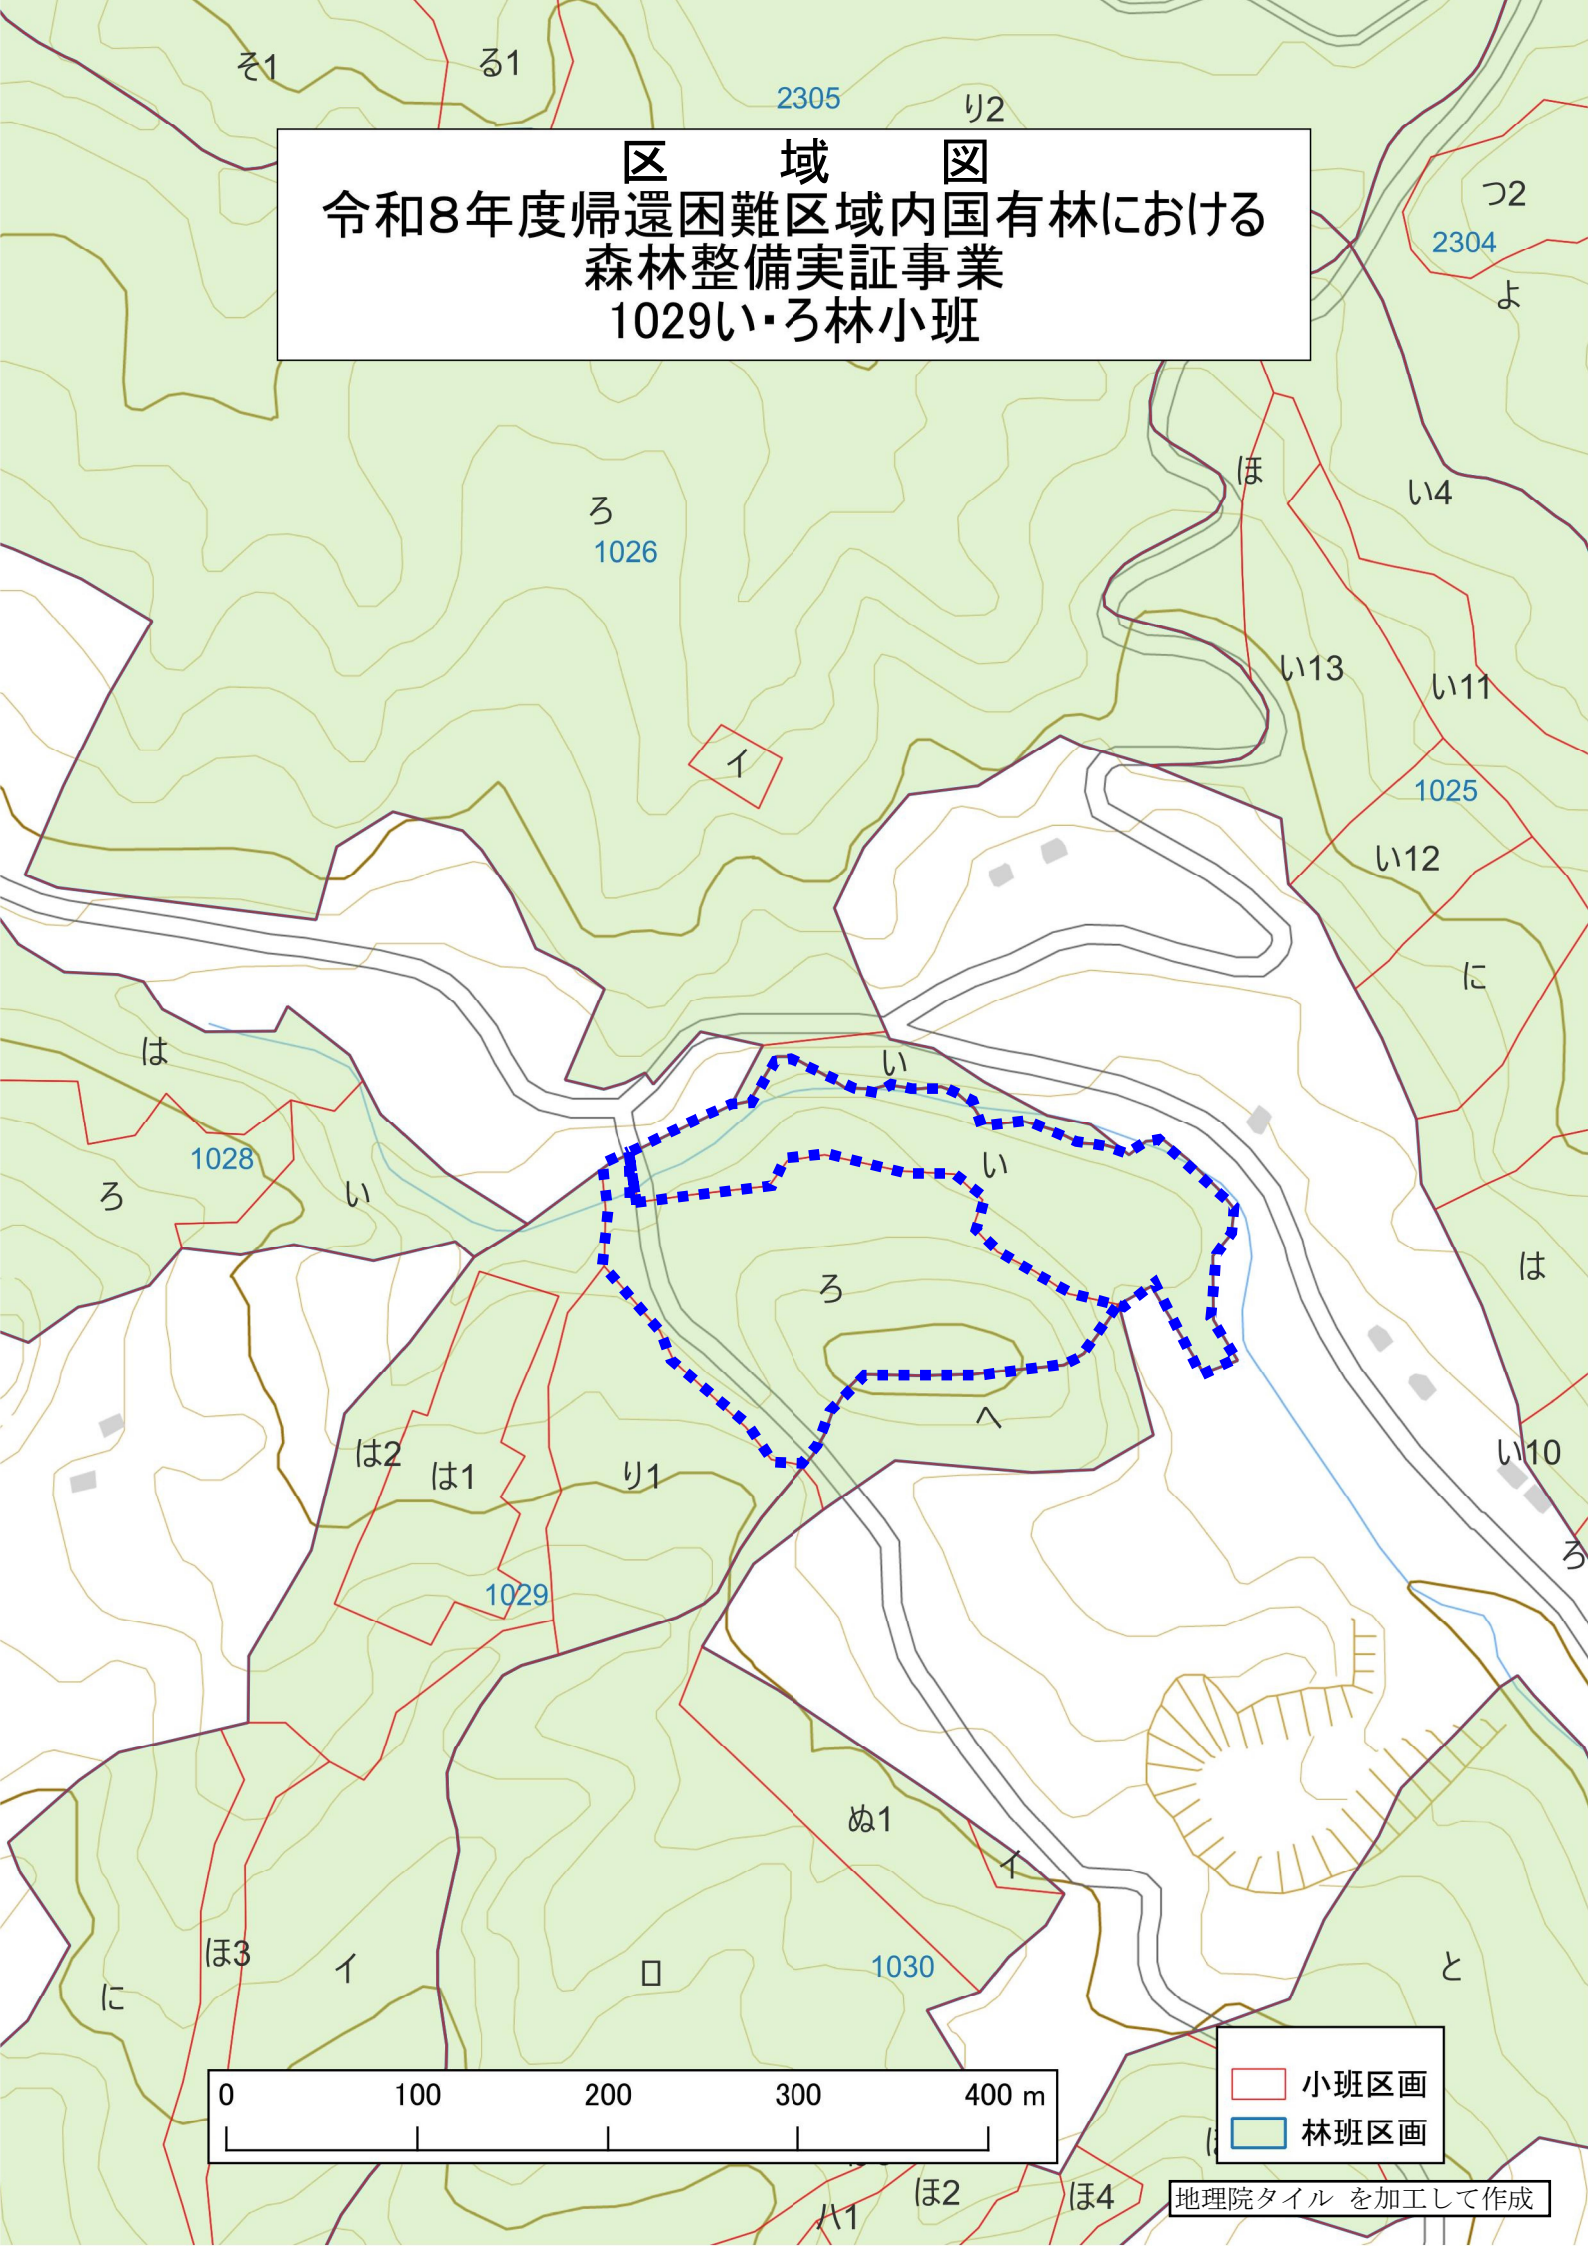 そ1
る1
2305
り2
区 域 図
令和8年度帰還困難区域内国有林における
森林整備実証事業
1029い・ろ林小班
つ2
2304
よ
ほ
い4
ろ
1026
い13
い11
イ
1025
い12
に
は
い
1028
い
ろ
い
は
ろ
へ
は2
は1
り1
い10
ろ
1029
ぬ1
イ
ほ3
イ
ロ
1030
と
に
0 100 200 300 400 m
小班区画
林班区画
地理院タイル を加工して作成
ほ2
ほ4
ハ1